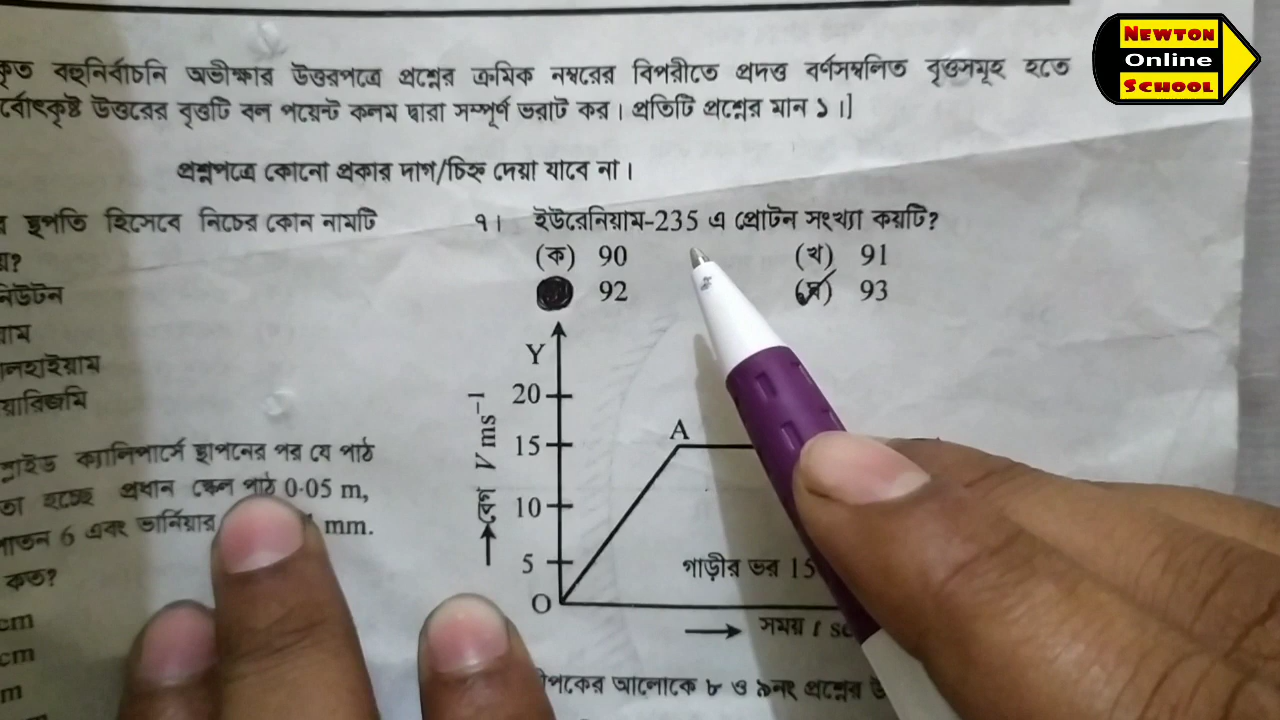 NEWTON
Online
SCHOOL
কৃত বহুনির্বাচনি অভীক্ষার উত্তরপত্রে প্রশ্নের ক্রমিক নম্বরের বিপরীতে প্রদত্ত বর্ণসম্বলিত বৃত্তসমূহ হতে
র্বোৎকৃষ্ট উত্তরের বৃত্তটি বল পয়েন্ট কলম দ্বারা সম্পূর্ণ ভরাট কর। প্রতিটি প্রশ্নের মান ১।]
প্রশ্নপত্রে কোনো প্রকার দাগ/চিহ্ন দেয়া যাবে না।
র স্থপতি হিসেবে নিচের কোন নামটি
য়?
নিউটন
য়াম
লহাইয়াম
য়ারিজমি
স্লাইড ক্যালিপার্সে স্থাপনের পর যে পাঠ
তা হচ্ছে প্রধান স্কেল পাঠ 0·05 m,
পাতন 6 এবং ভার্নিয়ার mm.
কত?
cm
cm
m
৭। ইউরেনিয়াম-235 এ প্রোটন সংখ্যা কয়টি?
(ক) 90 (খ) 91
92 (ঘ) 93
Y
20
15
10
5
O
A
বেগ V ms⁻¹
গাড়ীর ভর 15
সময় t sc
ীপকের আলোকে ৮ ও ৯নং প্রশ্নের উ